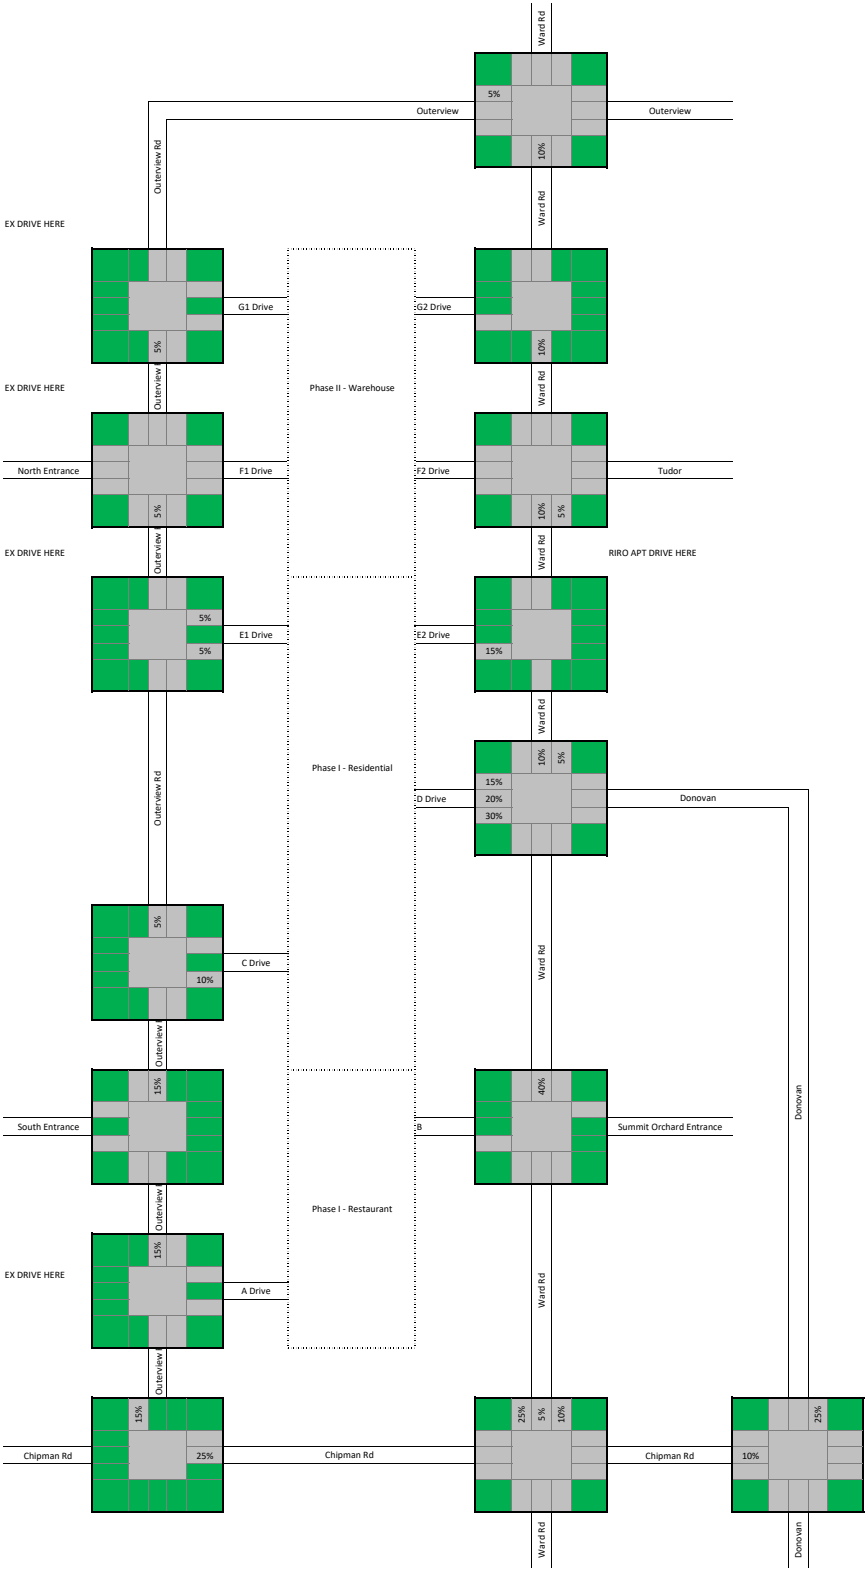 Ward Rd
5%
Outerview
Outerview
10%
Outerview Rd
Ward Rd
EX DRIVE HERE
G1 Drive
G2 Drive
5%
10%
EX DRIVE HERE
Outerview
Phase II - Warehouse
Ward Rd
North Entrance
F1 Drive
F2 Drive
Tudor
5%
10%
5%
EX DRIVE HERE
Outerview
Ward Rd
RIRO APT DRIVE HERE
5%
E1 Drive
E2 Drive
5%
15%
Ward Rd
10%
5%
Outerview Rd
Phase I - Residential
15%
D Drive
20%
Donovan
30%
5%
C Drive
Ward Rd
10%
Outerview
15%
40%
Donovan
South Entrance
B
Summit Orchard Entrance
Outerview
Phase I - Restaurant
15%
EX DRIVE HERE
A Drive
Ward Rd
Outerview
15%
25%
5%
10%
25%
Chipman Rd
25%
Chipman Rd
Chipman Rd
10%
Ward Rd
Donovan